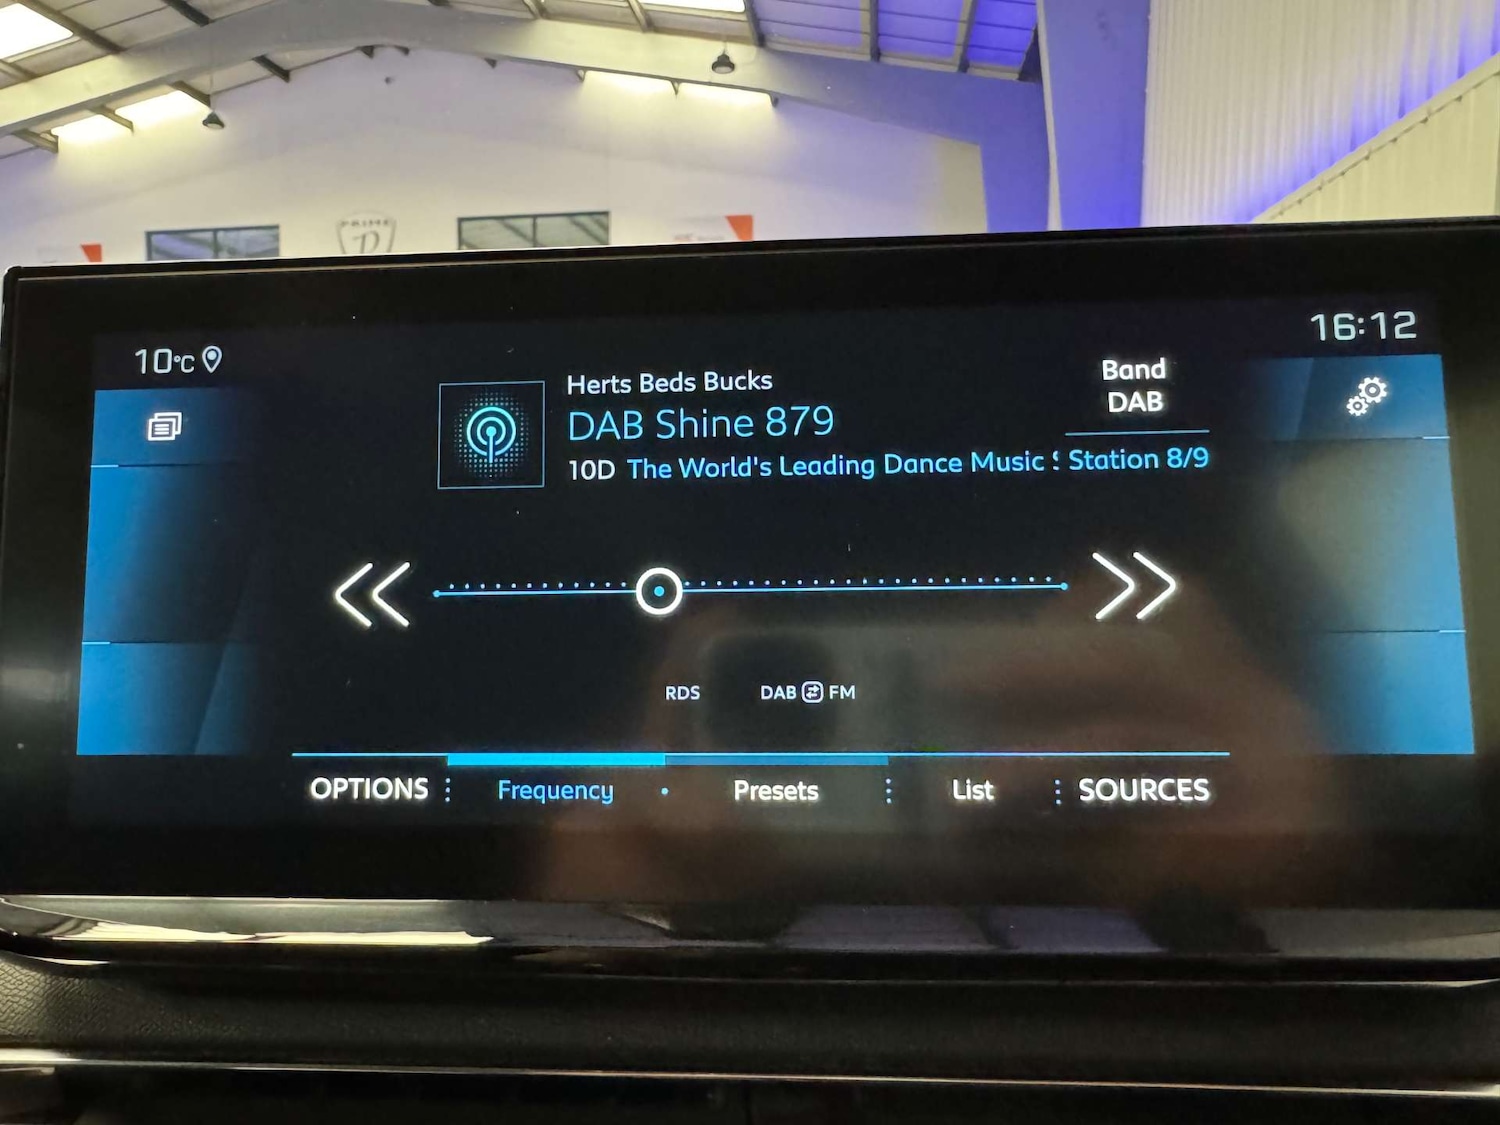 PRIME
D
10°C
16:12
Herts Beds Bucks
DAB Shine 879
10D The World's Leading Dance Music
Band
DAB
Station 8/9
RDS
DAB FM
OPTIONS
Frequency
Presets
List
SOURCES